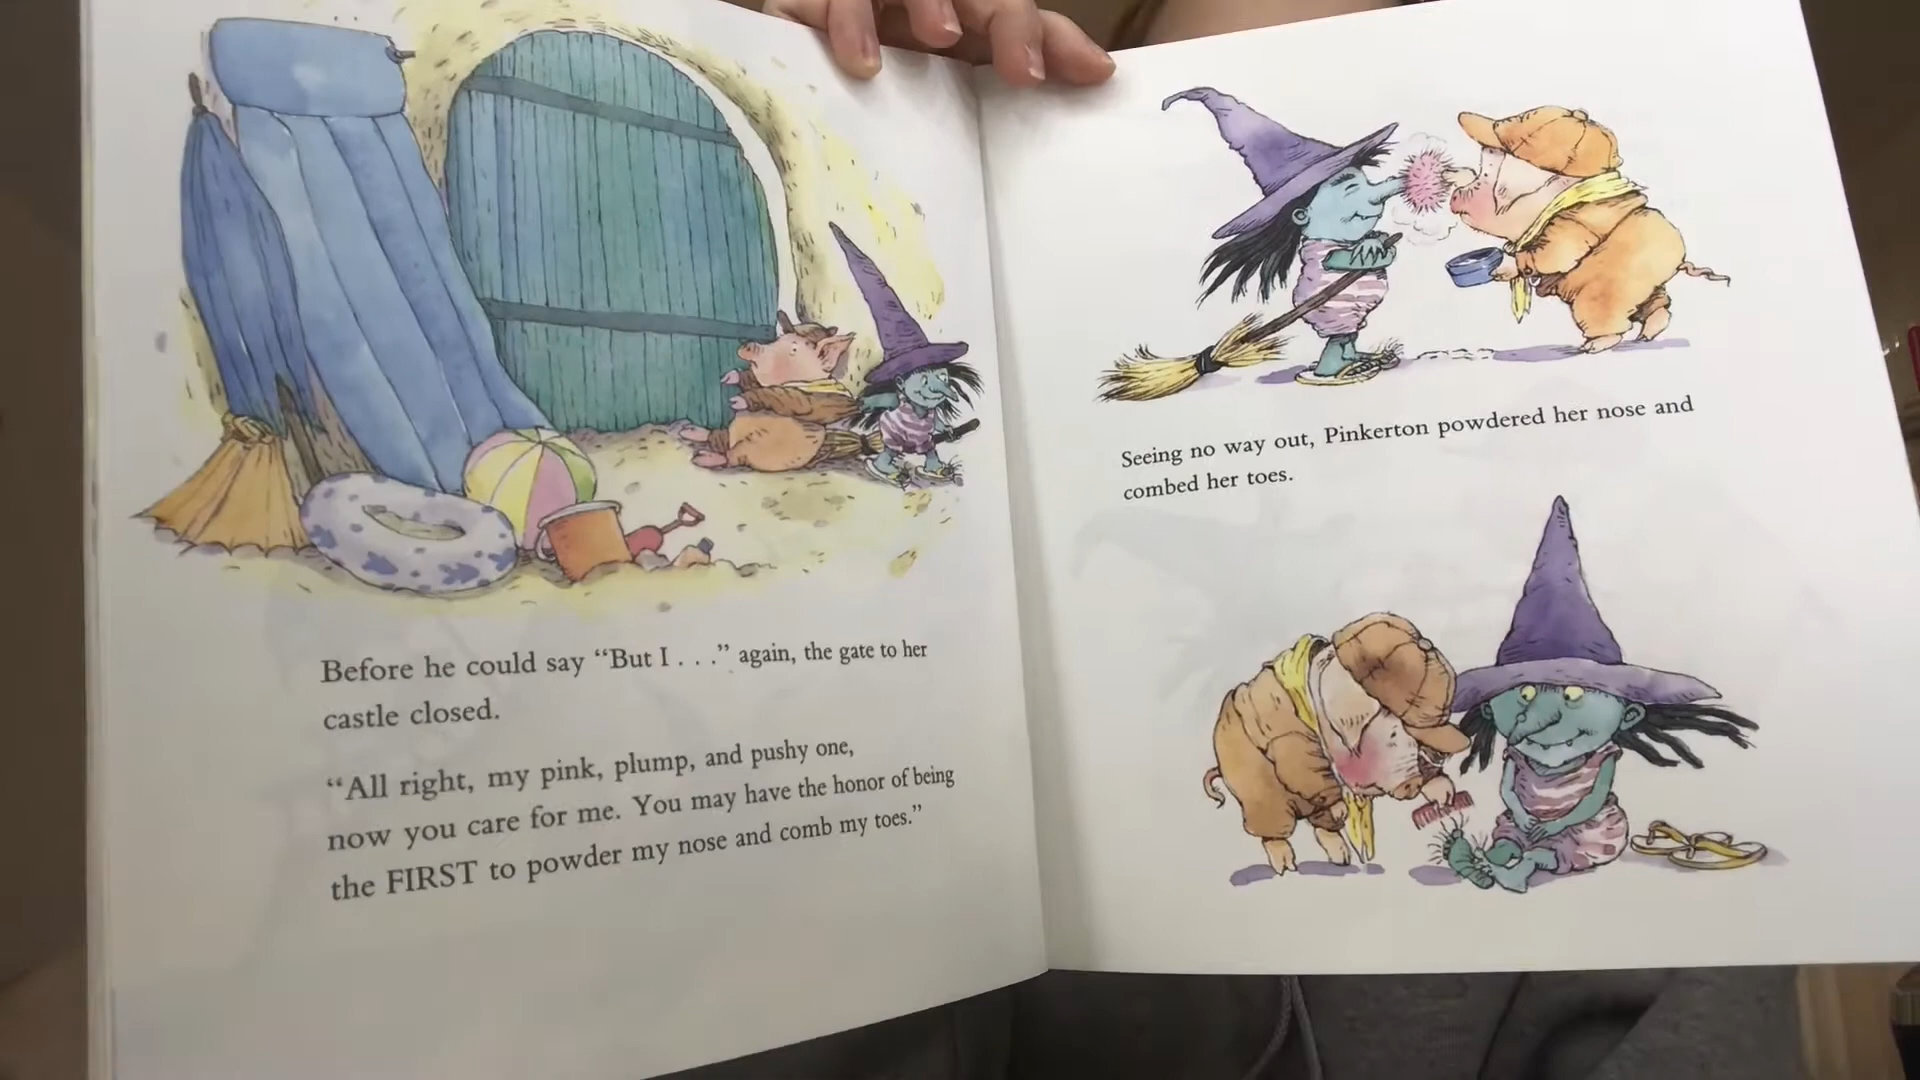 Before he could say “But I . . .” again, the gate to her
castle closed.
“All right, my pink, plump, and pushy one,
now you care for me. You may have the honor of being
the FIRST to powder my nose and comb my toes.”
Seeing no way out, Pinkerton powdered her nose and
combed her toes.